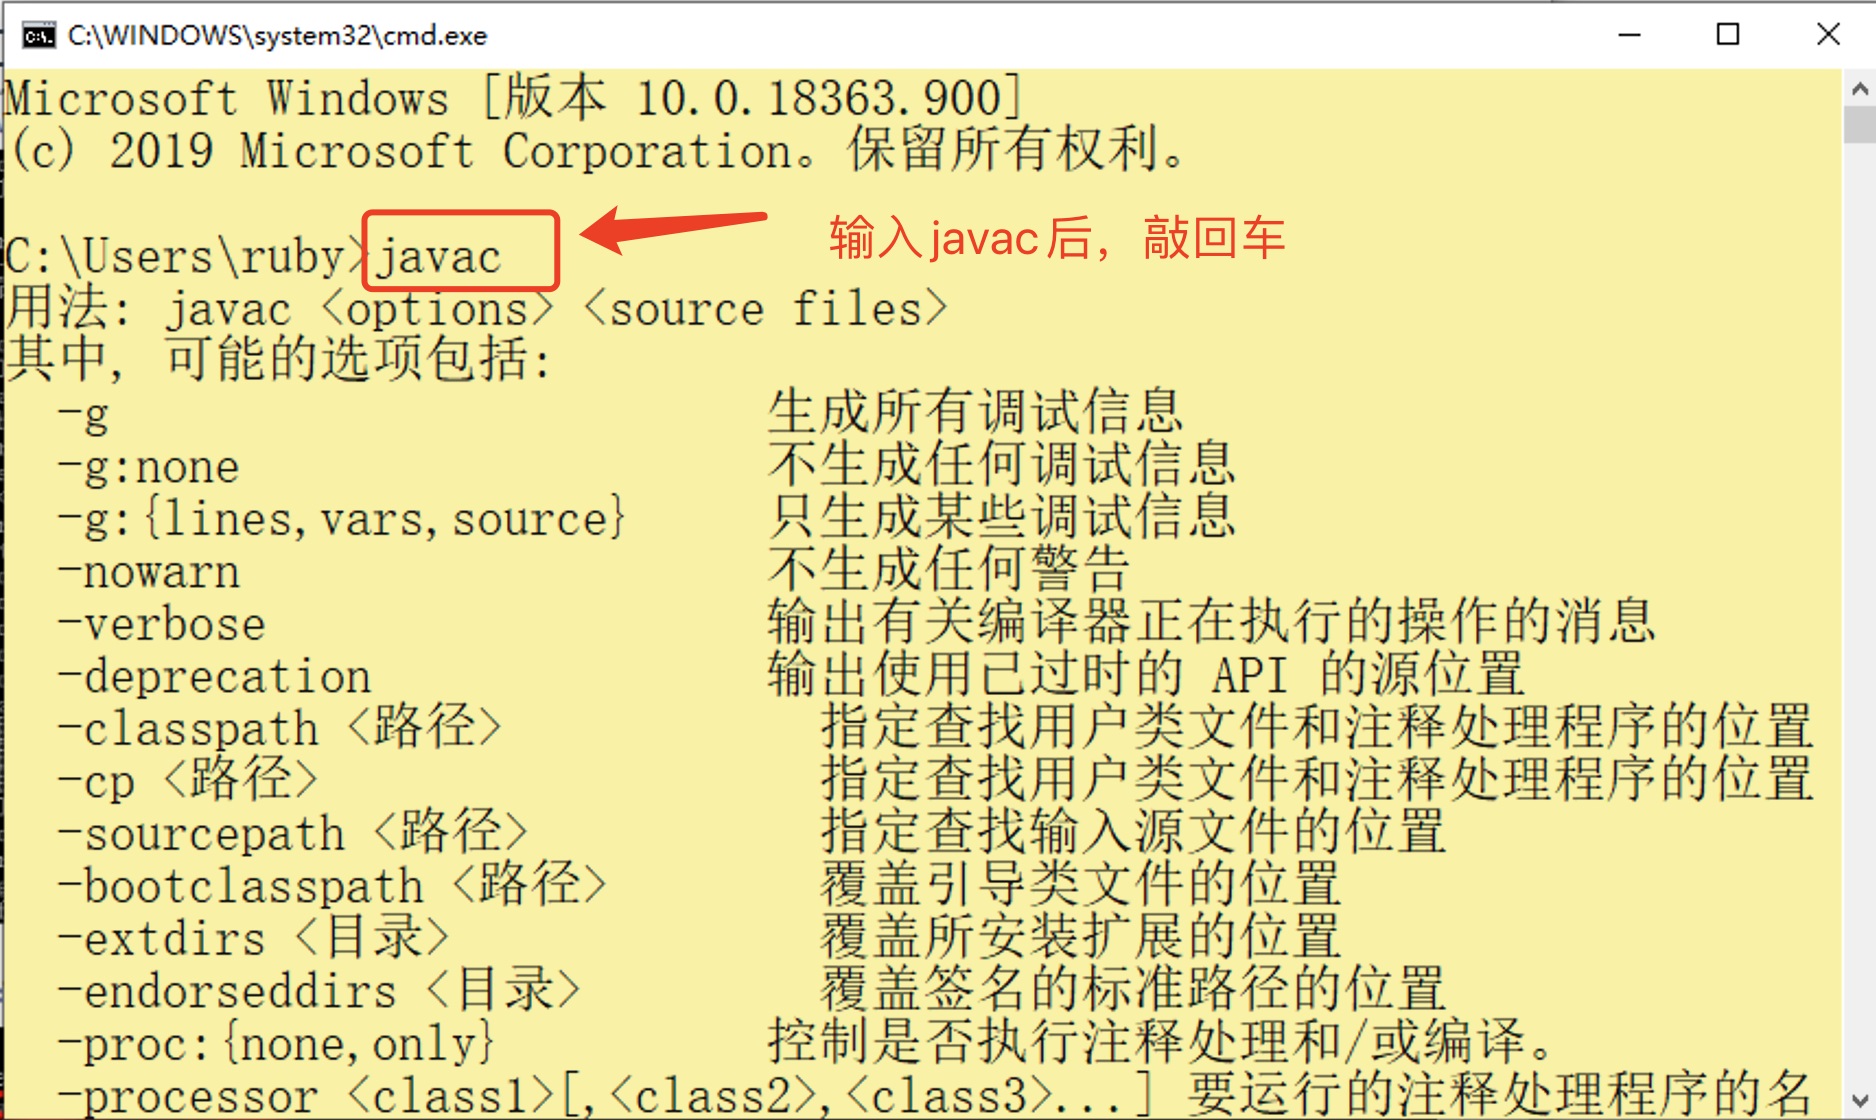 C:\WINDOWS\system32\cmd.exe
Microsoft Windows [版本 10.0.18363.900]
(c) 2019 Microsoft Corporation。保留所有权利。
C:\Users\ruby>javac
输入javac后，敲回车
用法: javac <options> <source files>
其中, 可能的选项包括:
-g 生成所有调试信息
-g:none 不生成任何调试信息
-g:{lines,vars,source} 只生成某些调试信息
-nowarn 不生成任何警告
-verbose 输出有关编译器正在执行的操作的消息
-deprecation 输出使用已过时的 API 的源位置
-classpath <路径> 指定查找用户类文件和注释处理程序的位置
-cp <路径> 指定查找用户类文件和注释处理程序的位置
-sourcepath <路径> 指定查找输入源文件的位置
-bootclasspath <路径> 覆盖引导类文件的位置
-extdirs <目录> 覆盖所安装扩展的位置
-endorseddirs <目录> 覆盖签名的标准路径的位置
-proc:{none,only} 控制是否执行注释处理和/或编译。
-processor <class1>[,<class2>,<class3>...] 要运行的注释处理程序的名